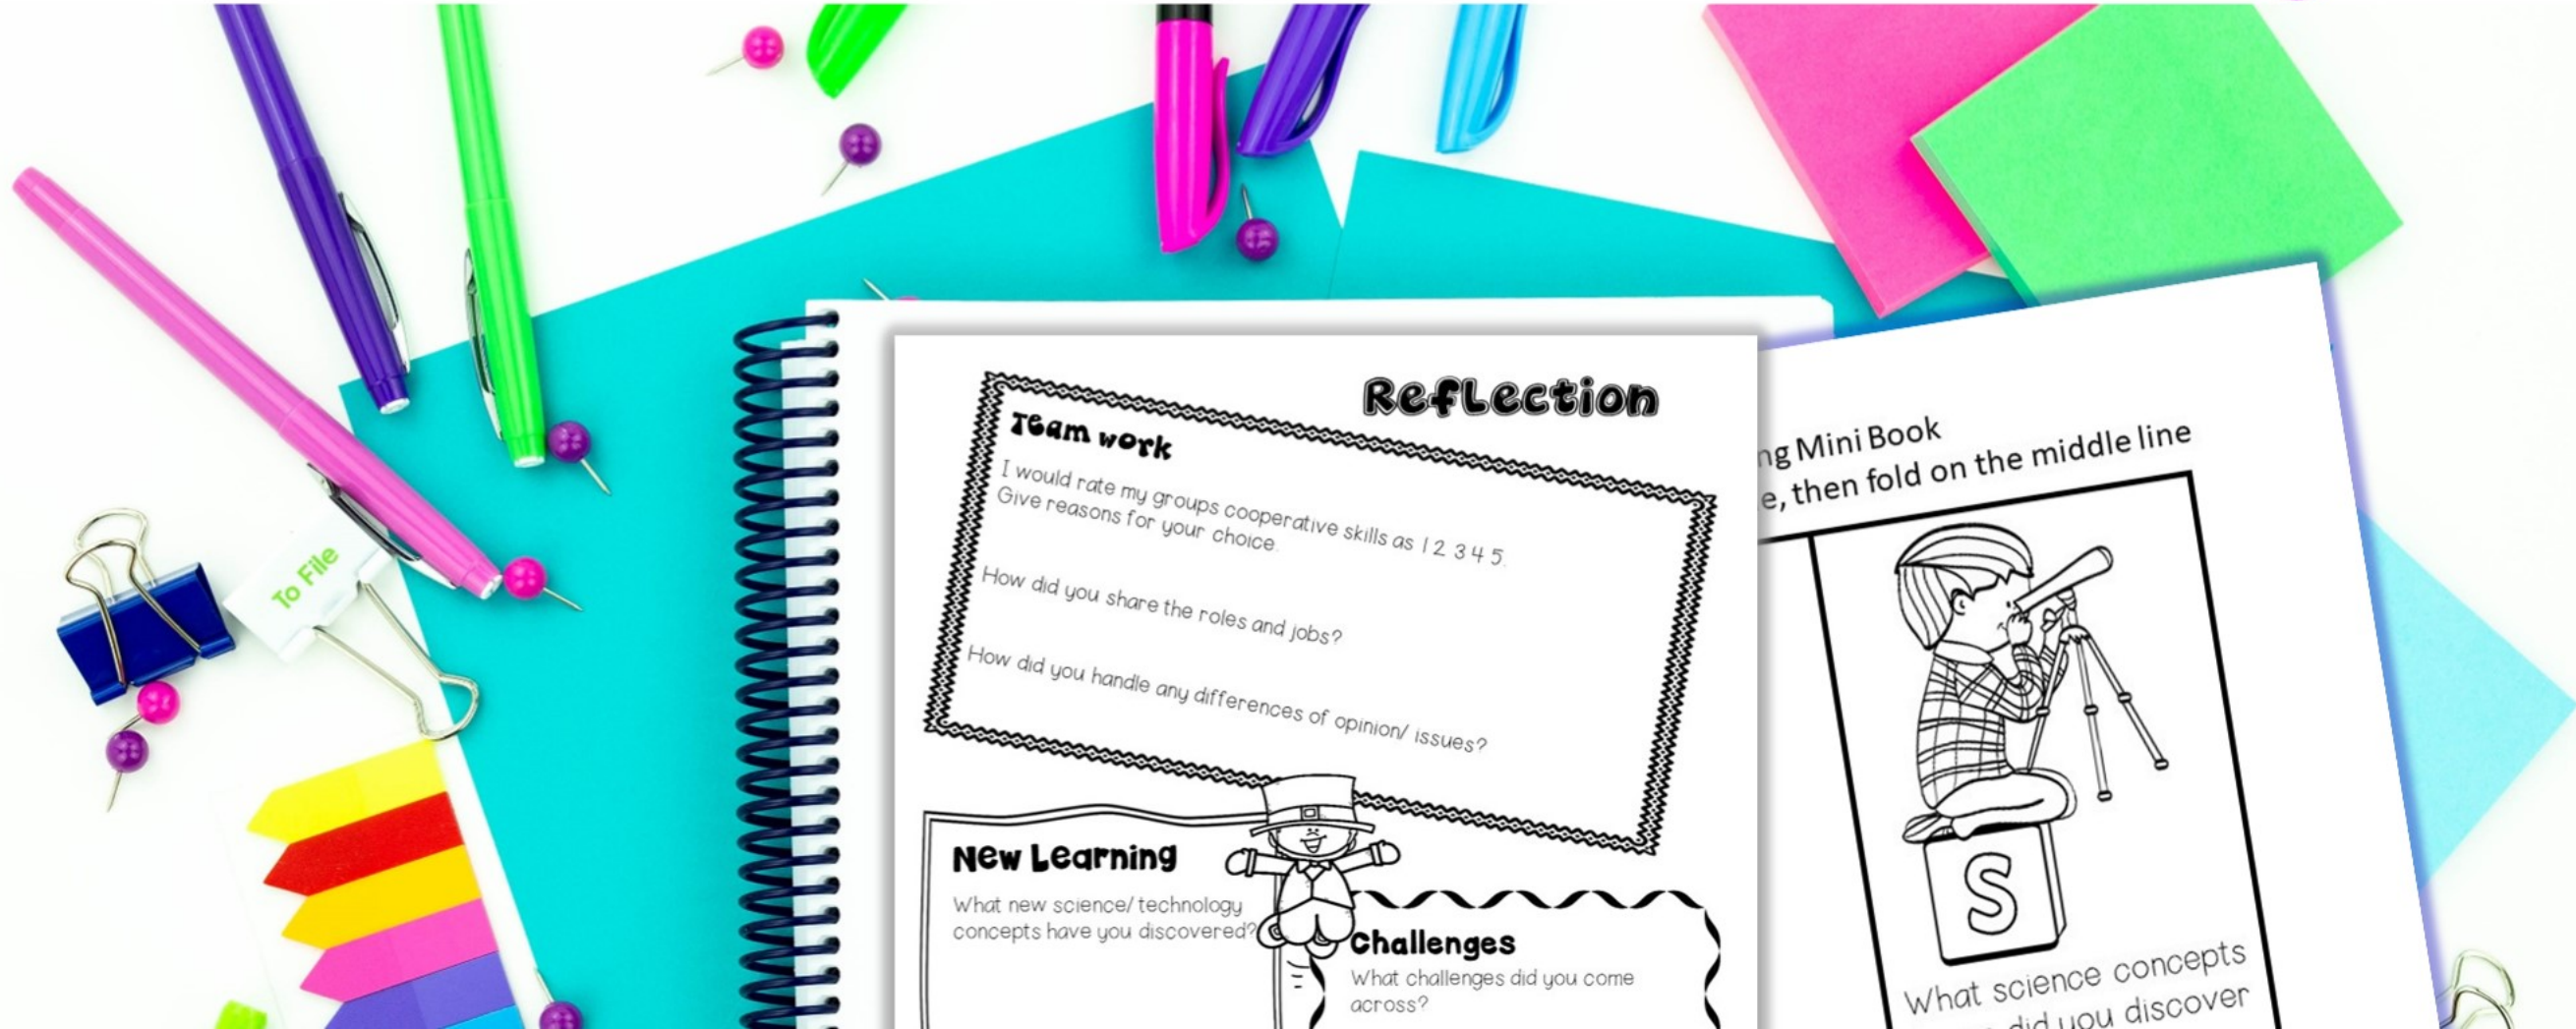 To File
Reflection
Team work
I would rate my groups cooperative skills as 1 2 3 4 5.
Give reasons for your choice.
How did you share the roles and jobs?
How did you handle any differences of opinion/ issues?
New Learning
What new science/ technology
concepts have you discovered?
Challenges
What challenges did you come
across?
ng Mini Book
e, then fold on the middle line
S
What science concepts
did you discover